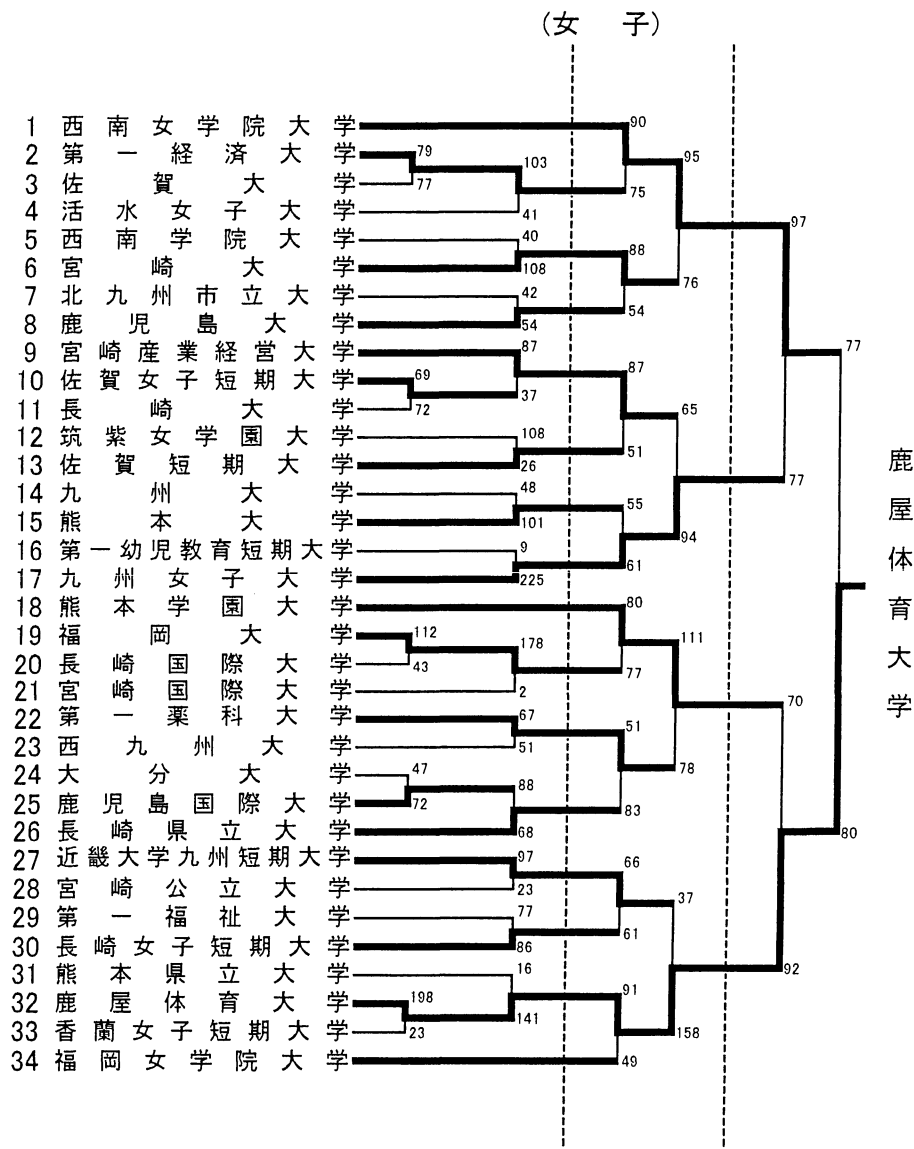 (女 子)
1 西南女学院大学
2 第一経済大学
3 佐賀大学
4 活水女子大学
5 西南学院大学
6 宮崎大学
7 北九州市立大学
8 鹿児島大学
9 宮崎産業経営大学
10 佐賀女子短期大学
11 長崎大学
12 筑紫女学園大学
13 佐賀短期大学
14 九州大学
15 熊本大学
16 第一幼児教育短期大学
17 九州女子大学
18 熊本学園大学
19 福岡大学
20 長崎国際大学
21 宮崎国際大学
22 第一薬科大学
23 西九州大学
24 大分大学
25 鹿児島国際大学
26 長崎県立大学
27 近畿大学九州短期大学
28 宮崎公立大学
29 第一福祉大学
30 長崎女子短期大学
31 熊本県立大学
32 鹿屋体育大学
33 香蘭女子短期大学
34 福岡女学院大学
79
77
69
72
112
43
47
72
198
23
103
41
40
108
42
54
87
37
108
26
48
101
9
225
178
2
67
51
88
68
97
23
77
86
16
141
90
75
88
54
87
51
55
61
80
77
51
83
66
61
91
49
95
76
65
94
111
78
37
158
97
77
70
92
77
80
鹿屋体育大学